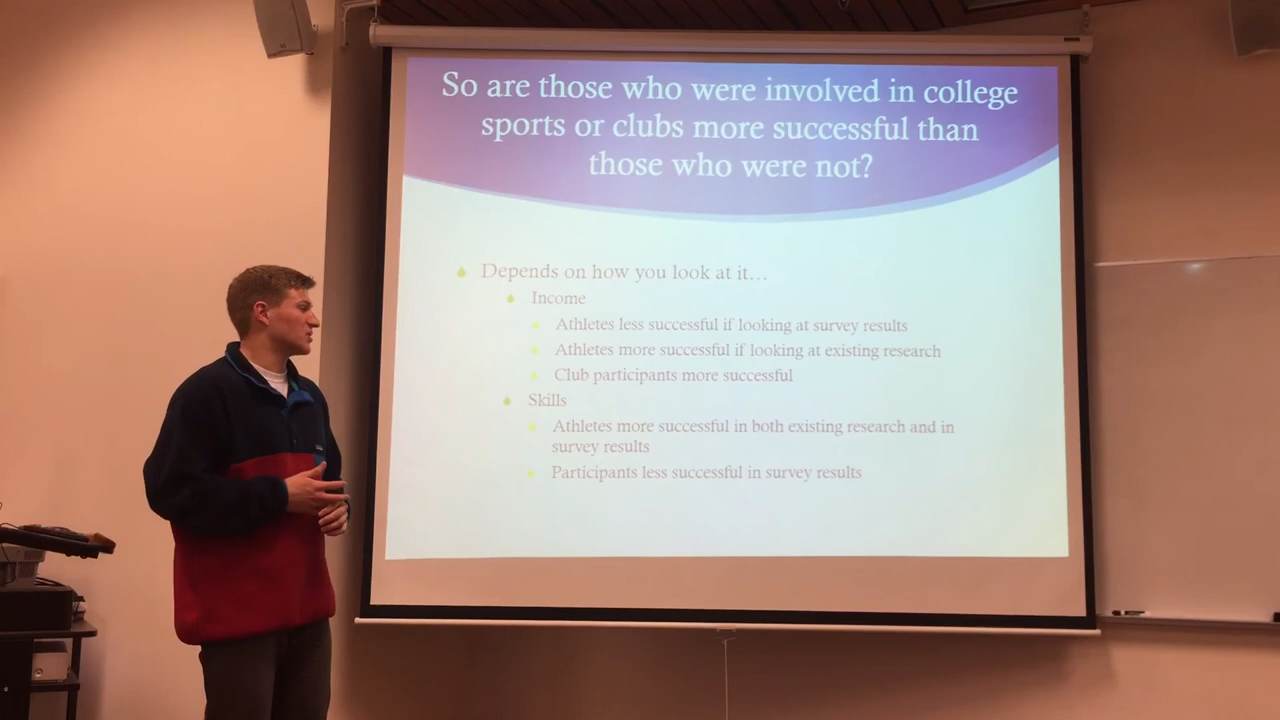 So are those who were involved in college
sports or clubs more successful than
those who were not?
Depends on how you look at it...
Income
Athletes less successful if looking at survey results
Athletes more successful if looking at existing research
Club participants more successful
Skills
Athletes more successful in both existing research and in
survey results
Participants less successful in survey results